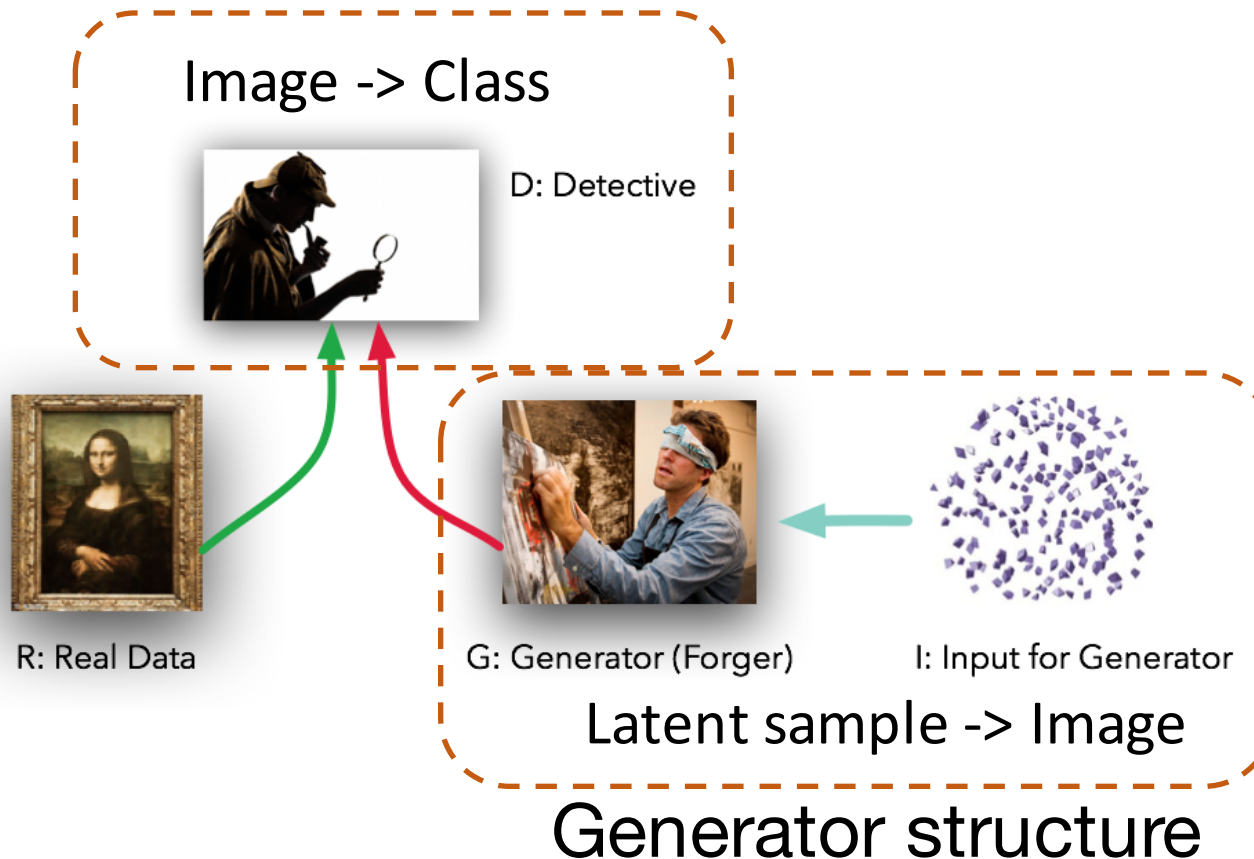 Image -> Class
D: Detective
R: Real Data
G: Generator (Forger)
I: Input for Generator
Latent sample -> Image
Generator structure